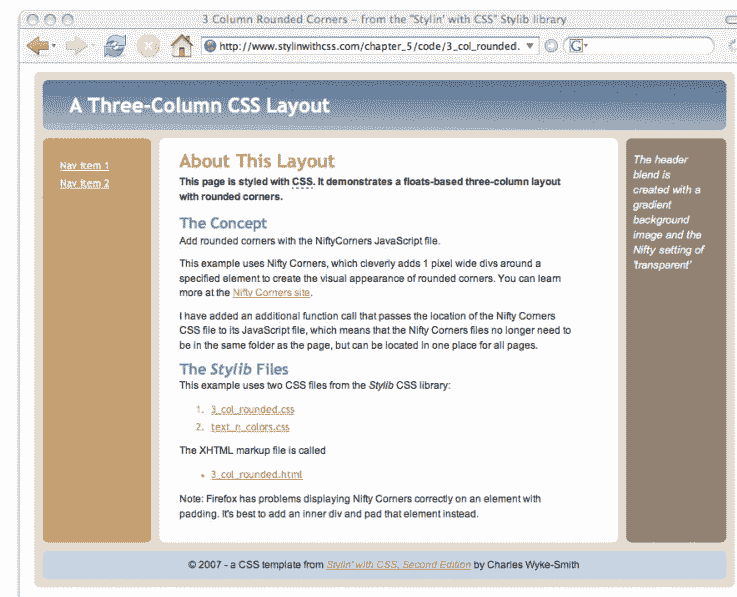 3 Column Rounded Corners – from the "Stylin' with CSS" Stylib library
http://www.stylinwithcss.com/chapter_5/code/3_col_rounded.
G
A Three-Column CSS Layout
Nav Item 1
Nav Item 2
About This Layout
This page is styled with CSS. It demonstrates a floats-based three-column layout
with rounded corners.
The Concept
Add rounded corners with the NiftyCorners JavaScript file.
This example uses Nifty Corners, which cleverly adds 1 pixel wide divs around a
specified element to create the visual appearance of rounded corners. You can learn
more at the Nifty Corners site.
I have added an additional function call that passes the location of the Nifty Corners
CSS file to its JavaScript file, which means that the Nifty Corners files no longer need to
be in the same folder as the page, but can be located in one place for all pages.
The Stylib Files
This example uses two CSS files from the Stylib CSS library:
1. 3_col_rounded.css
2. text_n_colors.css
The XHTML markup file is called
• 3_col_rounded.html
Note: Firefox has problems displaying Nifty Corners correctly on an element with
padding. It's best to add an inner div and pad that element instead.
The header
blend is
created with a
gradient
background
image and the
Nifty setting of
'transparent'
© 2007 - a CSS template from Stylin' with CSS, Second Edition by Charles Wyke-Smith